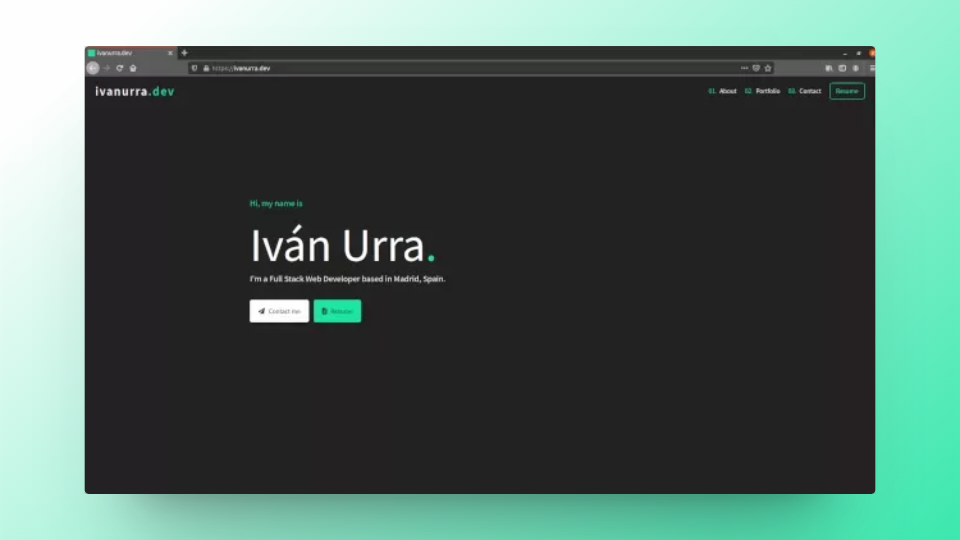 ivanurra.dev
https://ivanurra.dev
ivanurra.dev
01. About 02. Portfolio 03. Contact Resume
Hi, my name is
Iván Urra.
I'm a Full Stack Web Developer based in Madrid, Spain.
Contact me Resume